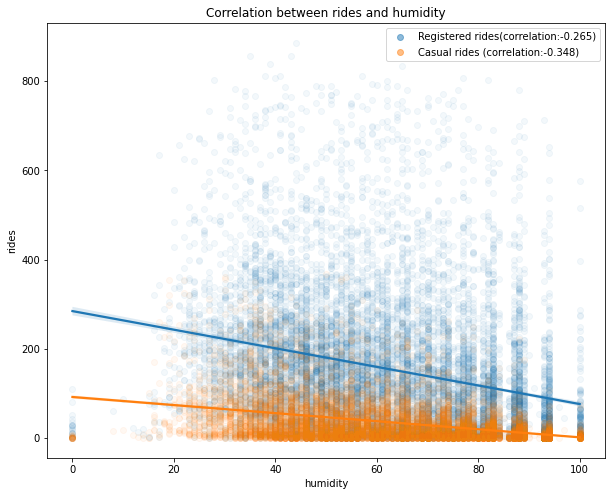 Correlation between rides and humidity
Registered rides(correlation:-0.265)
Casual rides (correlation:-0.348)
800
600
400
200
0
rides
0 20 40 60 80 100
humidity